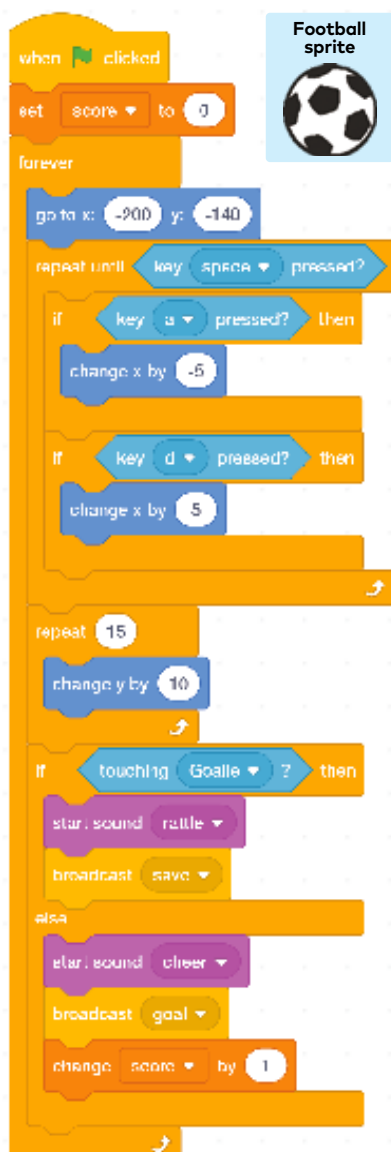 Football
sprite
when clicked
set score to 0
forever
go to x: -200 y: -140
repeat until key space pressed?
if key a pressed? then
change x by -5
if key d pressed? then
change x by 5
repeat 15
change y by 10
if touching Goalie ? then
start sound rattle
broadcast save
else
start sound cheer
broadcast goal
change score by 1